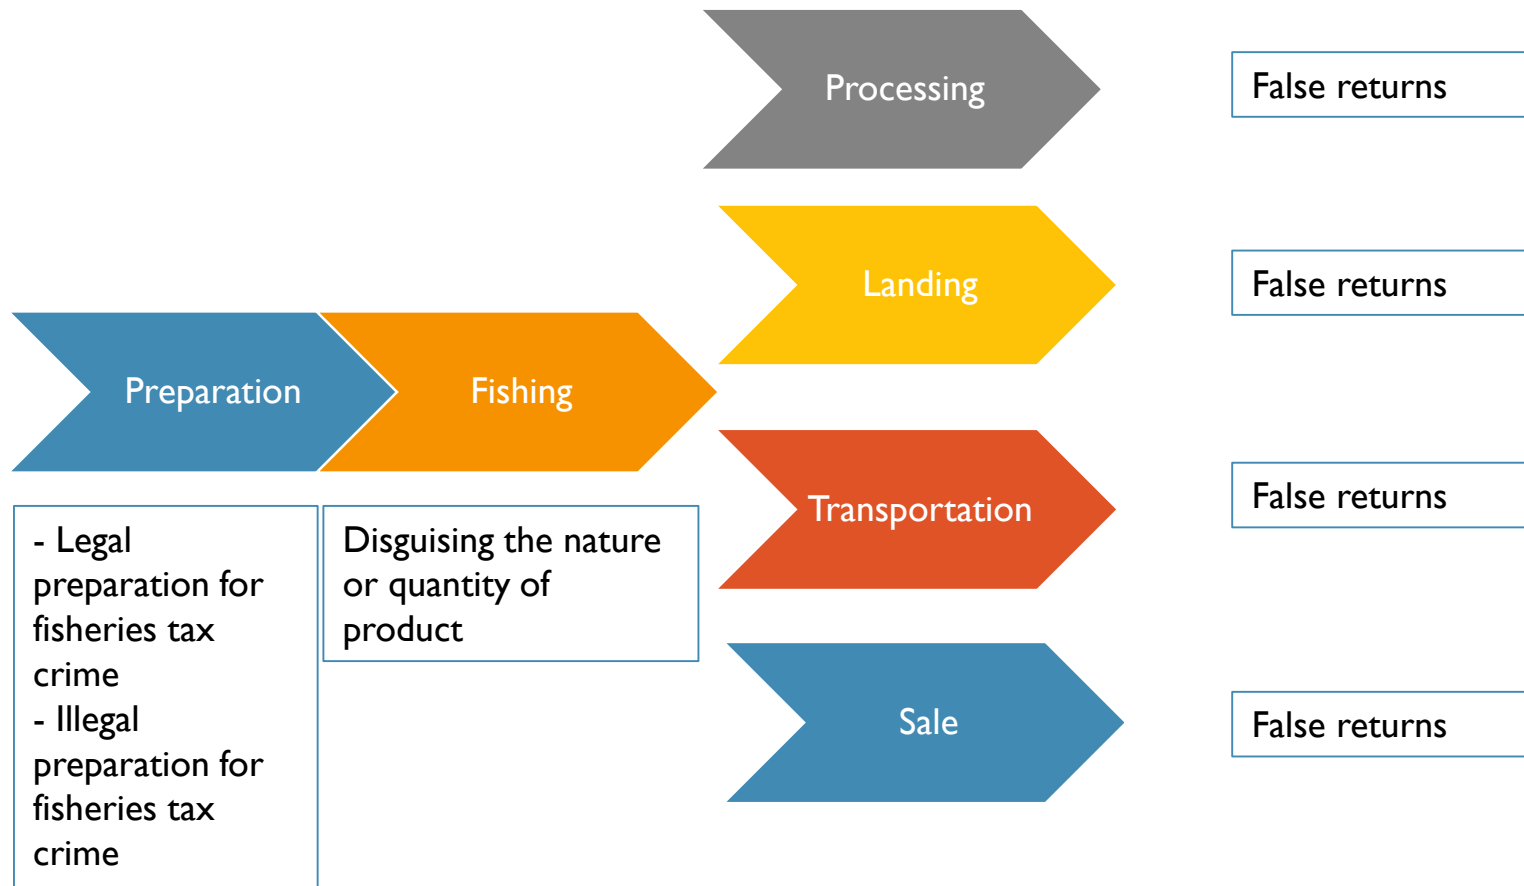 Processing
False returns
Landing
False returns
Preparation
Fishing
Transportation
False returns
- Legal
preparation for
fisheries tax
crime
- Illegal
preparation for
fisheries tax
crime
Disguising the nature
or quantity of
product
Sale
False returns